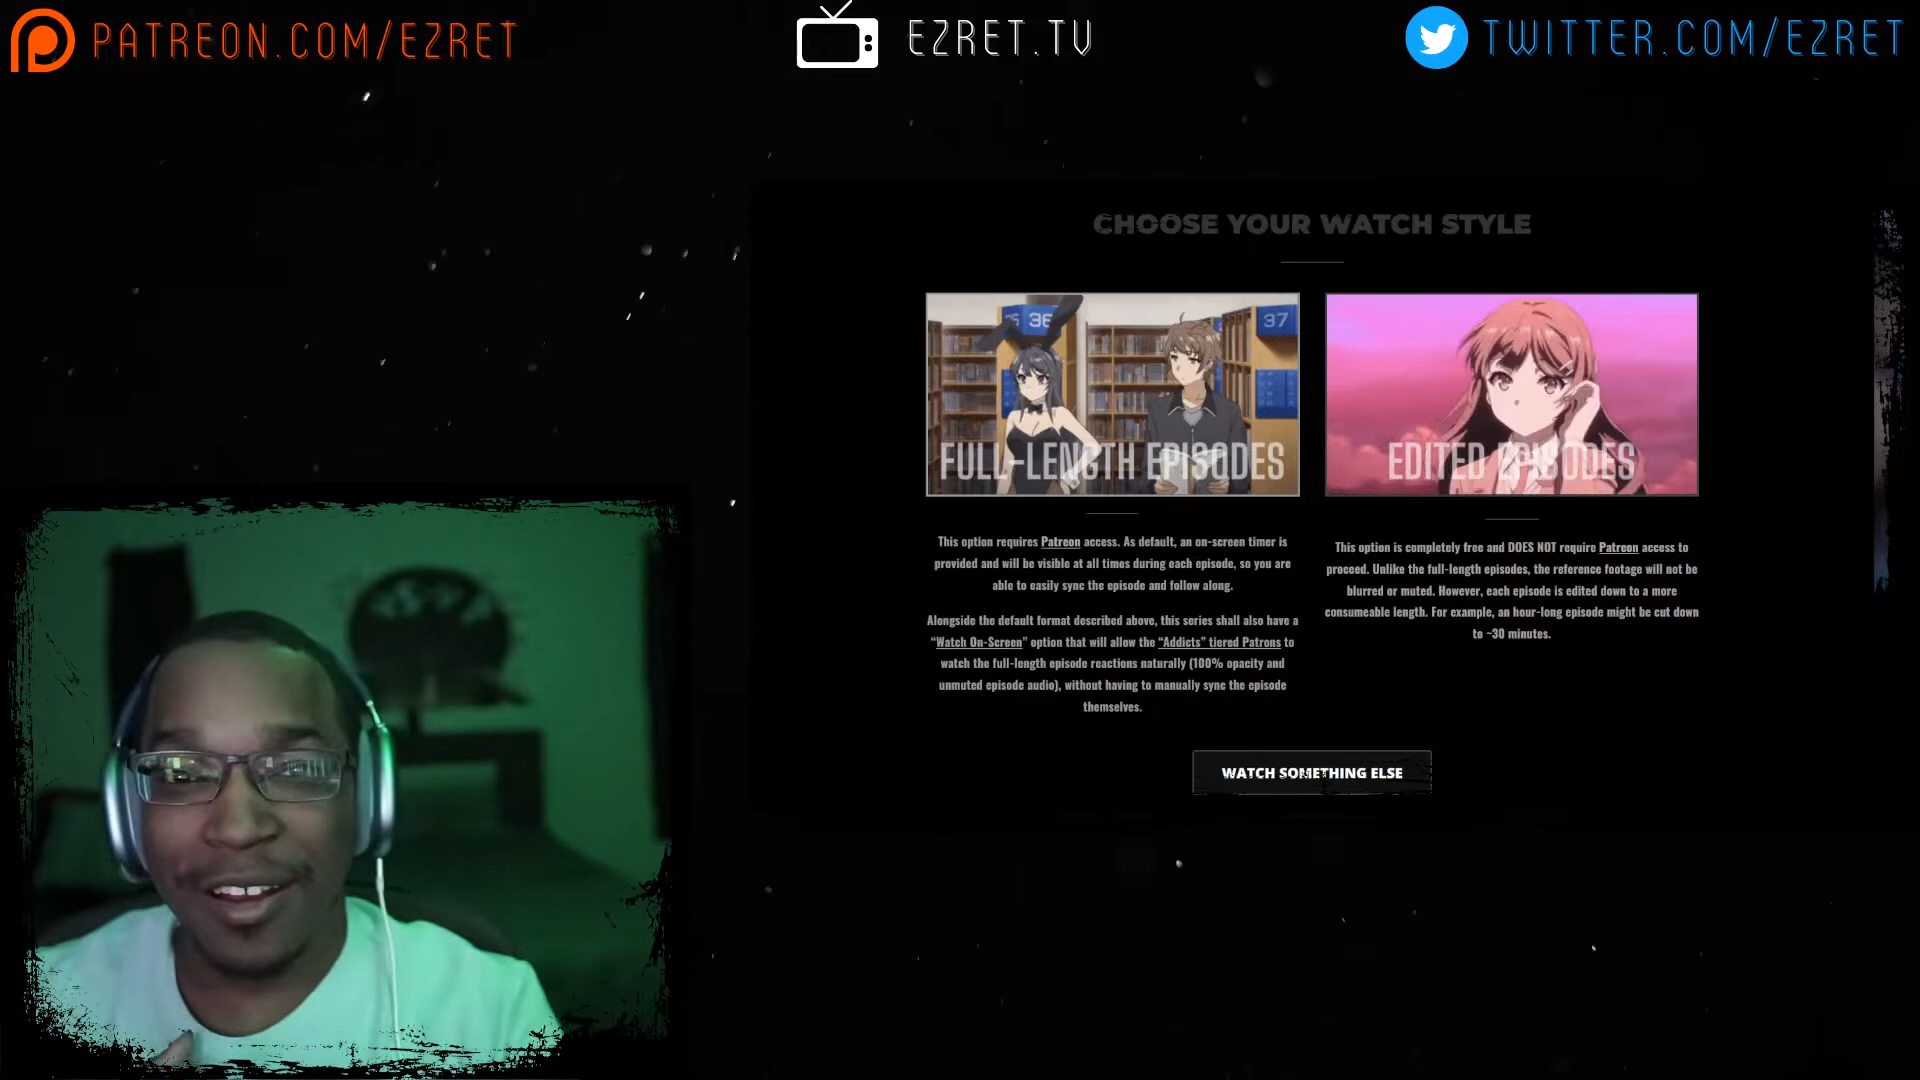 PATREON.COM/EZRET
EZRET.TV
TWITTER.COM/EZRET
CHOOSE YOUR WATCH STYLE
36
37
FULL-LENGTH EPISODES
EDITED EPISODES
This option requires Patreon access. As default, an on-screen timer is
provided and will be visible at all times during each episode, so you are
able to easily sync the episode and follow along.
Alongside the default format described above, this series shall also have a
“Watch On-Screen” option that will allow the “Addicts” tiered Patrons to
watch the full-length episode reactions naturally (100% opacity and
unmuted episode audio), without having to manually sync the episode
themselves.
This option is completely free and DOES NOT require Patreon access to
proceed. Unlike the full-length episodes, the reference footage will not be
blurred or muted. However, each episode is edited down to a more
consumeable length. For example, an hour-long episode might be cut down
to ~30 minutes.
WATCH SOMETHING ELSE